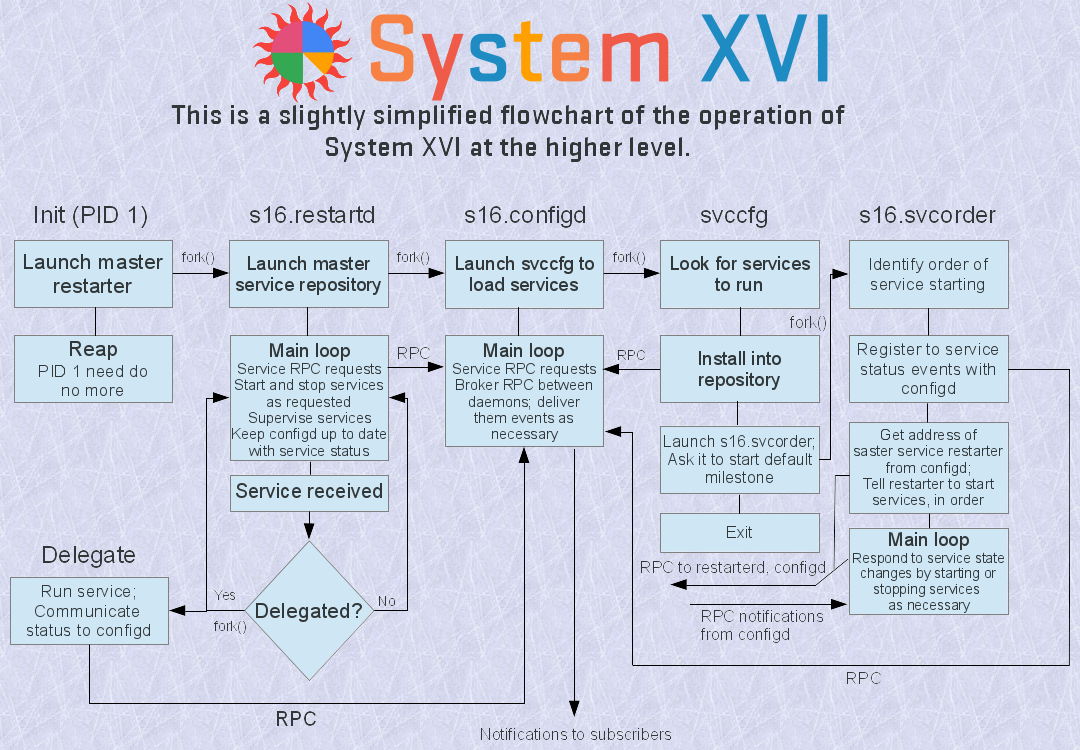 System XVI
This is a slightly simplified flowchart of the operation of
System XVI at the higher level.
Init (PID 1)
Launch master
restarter
Reap
PID 1 need do
no more
fork()
s16.restartd
Launch master
service repository
Main loop
Service RPC requests
Start and stop services
as requested
Supervise services
Keep configd up to date
with service status
Service received
Delegated?
Yes
fork()
No
Delegate
Run service;
Communicate
status to configd
RPC
fork()
RPC
s16.configd
Launch svccfg to
load services
Main loop
Service RPC requests
Broker RPC between
daemons; deliver
them events as
necessary
Notifications to subscribers
fork()
RPC
svccfg
Look for services
to run
Install into
repository
Launch s16.svcorder;
Ask it to start default
milestone
Exit
fork()
s16.svcorder
Identify order of
service starting
Register to service
status events with
configd
Get address of
saster service restarter
from configd;
Tell restarter to start
services, in order
Main loop
Respond to service state
changes by starting or
stopping services
as necessary
RPC to restarterd, configd
RPC notifications
from configd
RPC